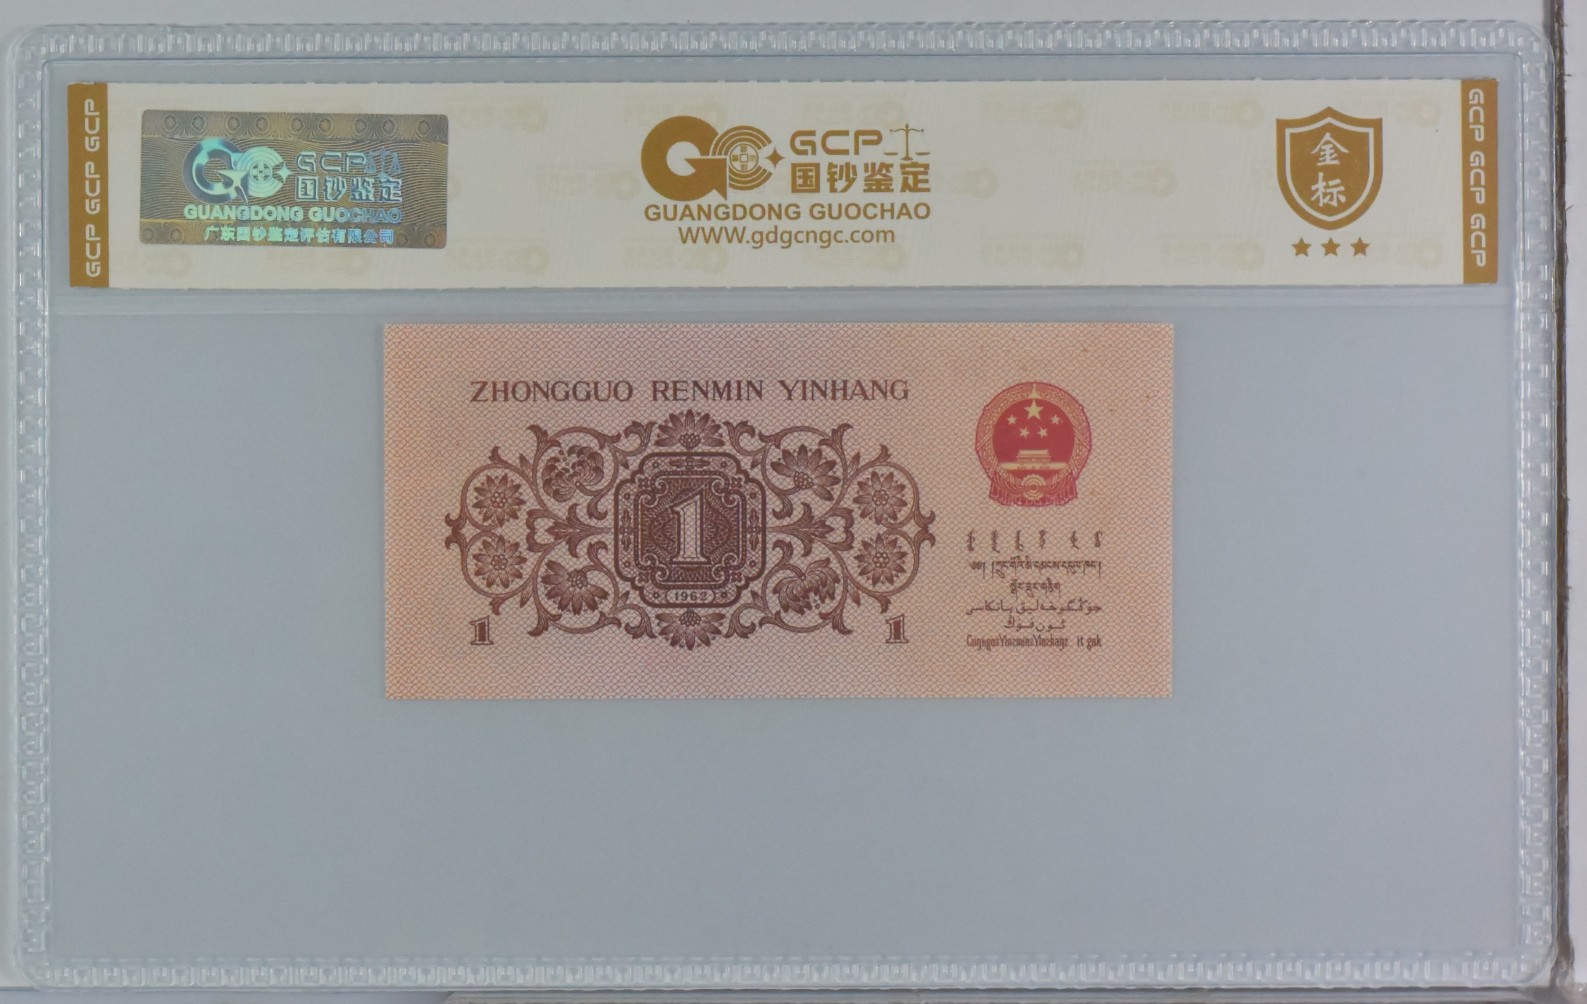 GCP GCP GCP
GCP
国钞鉴定
GUANGDONG GUOCHAO
广东国钞鉴定评估有限公司
GCP
国钞鉴定
GUANGDONG GUOCHAO
WWW.gdgcngc.com
金
标
GCP GCP GCP
ZHONGGUO RENMIN YINHANG
1
1962
1
1
جۇڭگوخەلىق بانكاسى